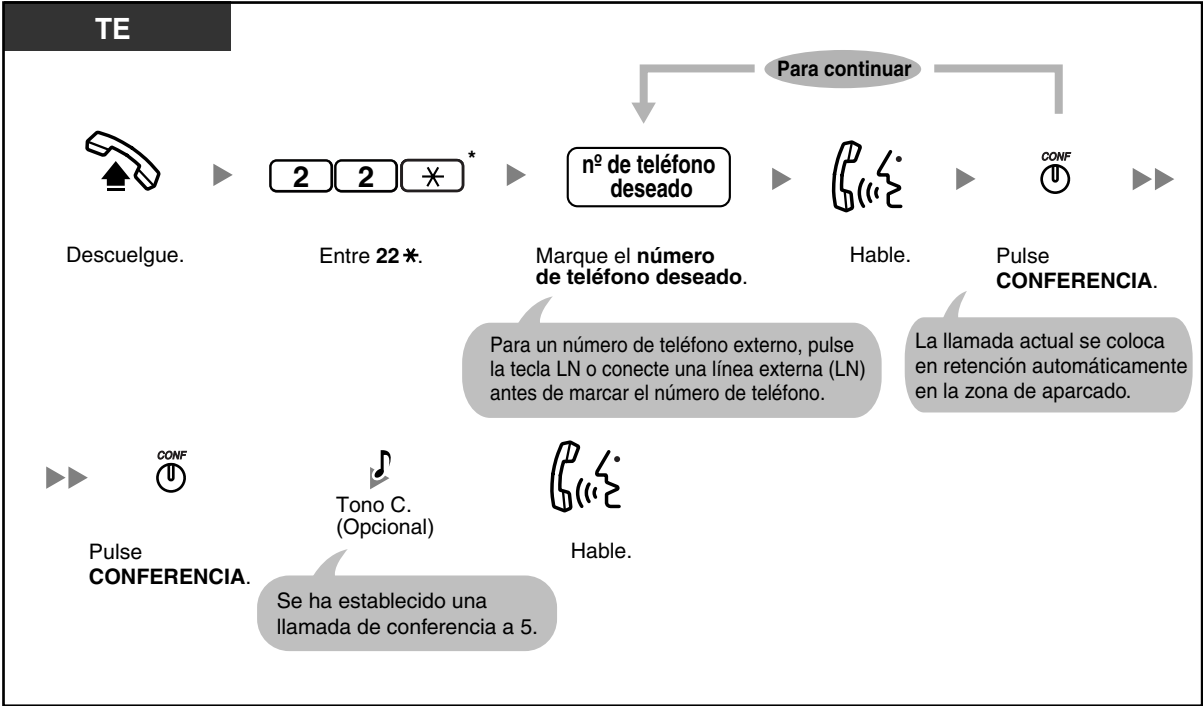 TE
Para continuar
2 2 ✳ *
nº de teléfono
deseado
CONF
Descuelgue.
Entre 22✳.
Marque el número
de teléfono deseado.
Hable.
Pulse
CONFERENCIA.
Para un número de teléfono externo, pulse
la tecla LN o conecte una línea externa (LN)
antes de marcar el número de teléfono.
La llamada actual se coloca
en retención automáticamente
en la zona de aparcado.
CONF
Pulse
CONFERENCIA.
Tono C.
(Opcional)
Hable.
Se ha establecido una
llamada de conferencia a 5.